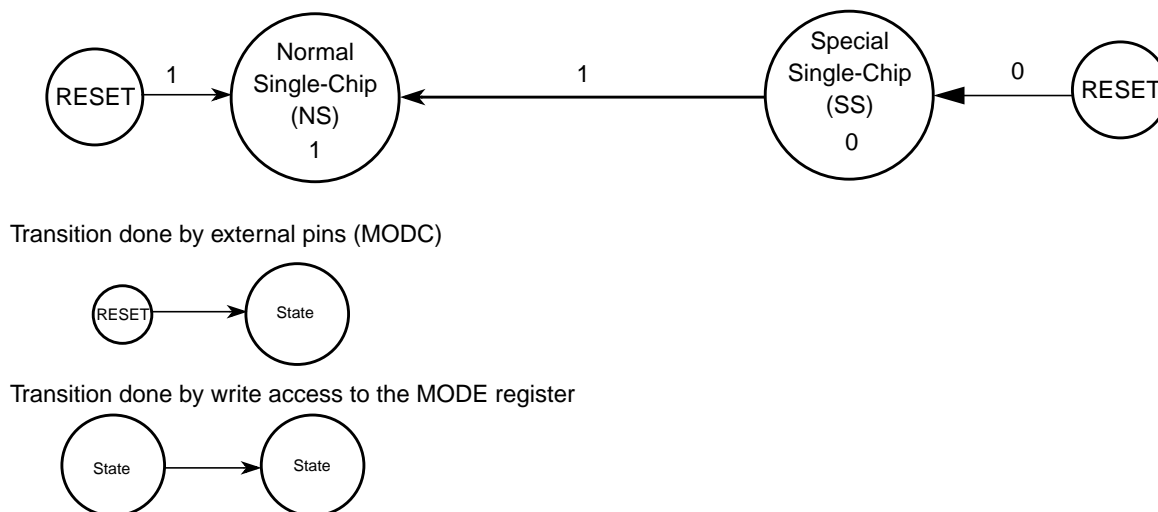 RESET
1
Normal
Single-Chip
(NS)
1
1
Special
Single-Chip
(SS)
0
0
RESET
Transition done by external pins (MODC)
RESET
State
Transition done by write access to the MODE register
State
State